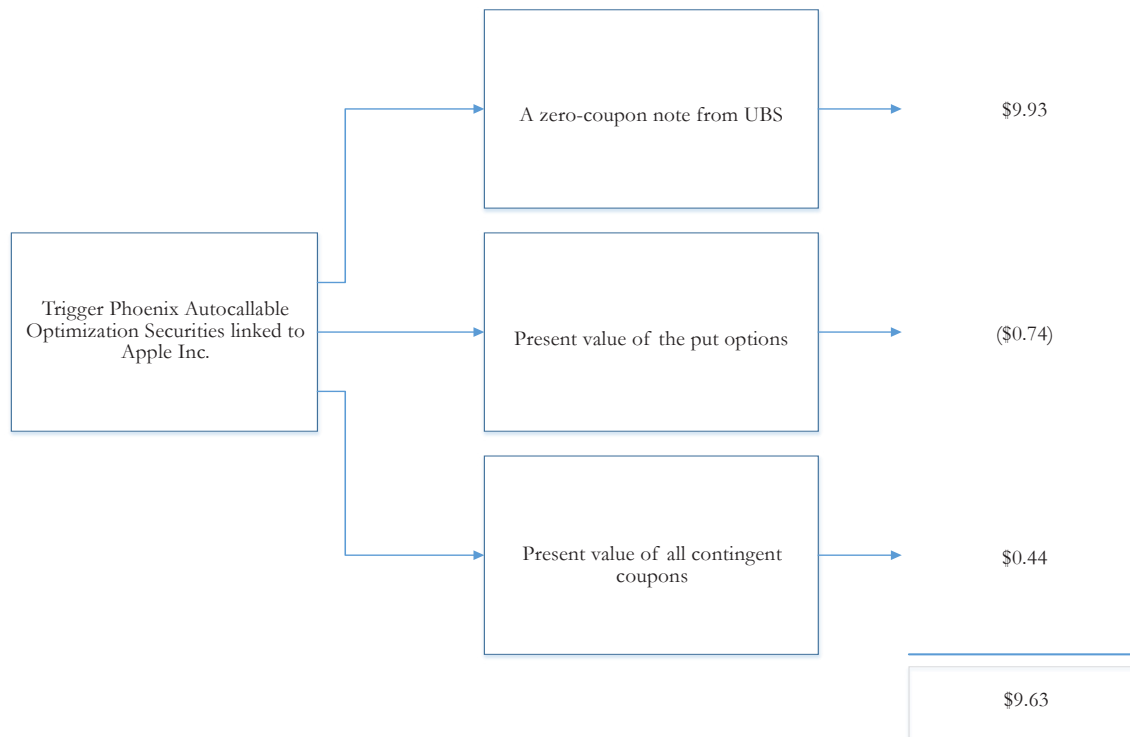 A zero-coupon note from UBS
$9.93
Trigger Phoenix Autocallable
Optimization Securities linked to
Apple Inc.
Present value of the put options
($0.74)
Present value of all contingent
coupons
$0.44
$9.63